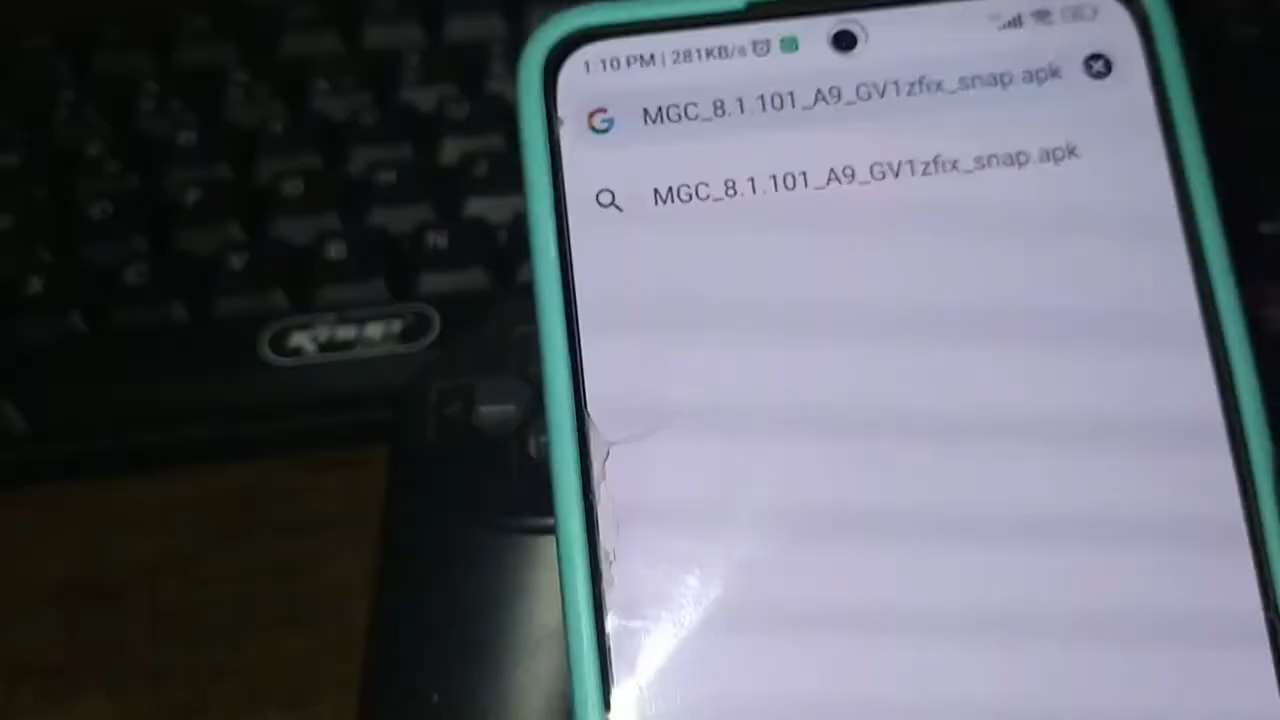 1:10 PM | 281KB/s
MGC_8.1.101_A9_GV1zfix_snap.apk
MGC_8.1.101_A9_GV1zfix_snap.apk
N
B
V
C
X